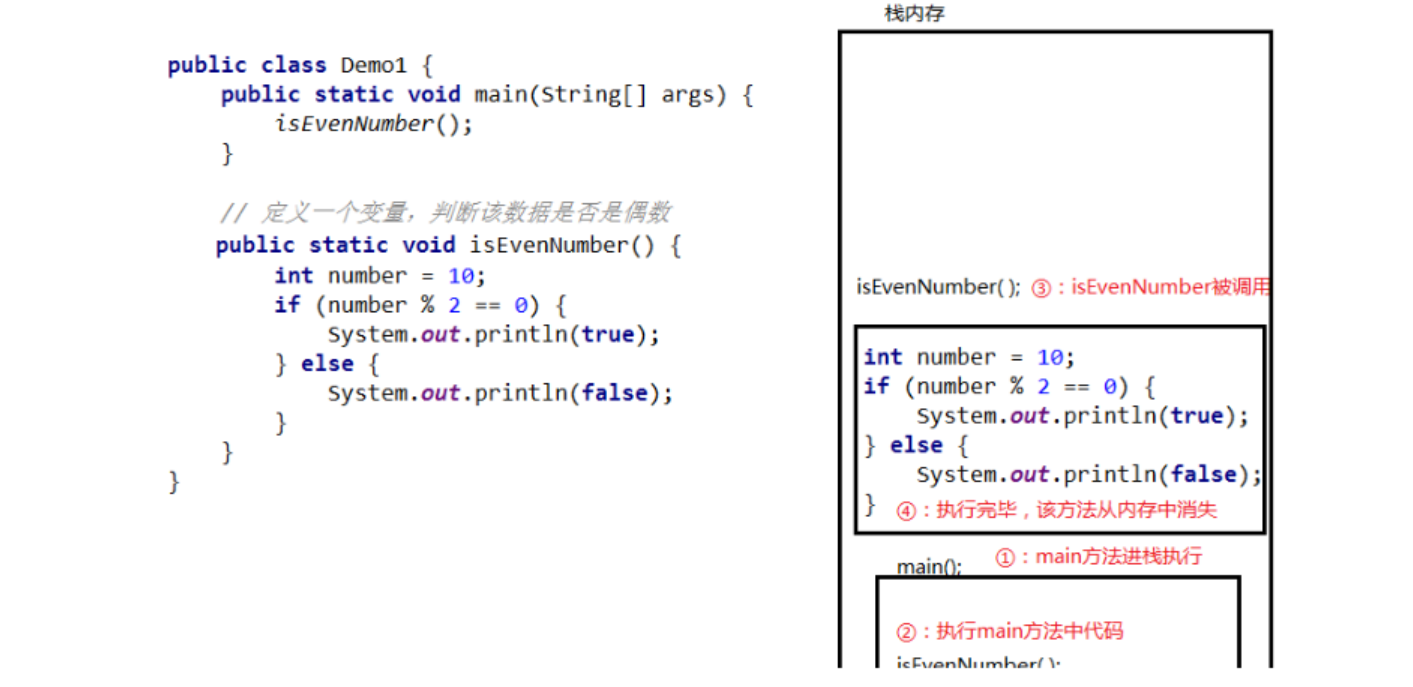 栈内存
public class Demo1 {
public static void main(String[] args) {
isEvenNumber();
}
// 定义一个变量，判断该数据是否是偶数
public static void isEvenNumber() {
int number = 10;
if (number % 2 == 0) {
System.out.println(true);
} else {
System.out.println(false);
}
}
}
isEvenNumber( ); ③：isEvenNumber被调用
int number = 10;
if (number % 2 == 0) {
System.out.println(true);
} else {
System.out.println(false);
} ④：执行完毕，该方法从内存中消失
main(); ①：main方法进栈执行
②：执行main方法中代码
isEvenNumber( );